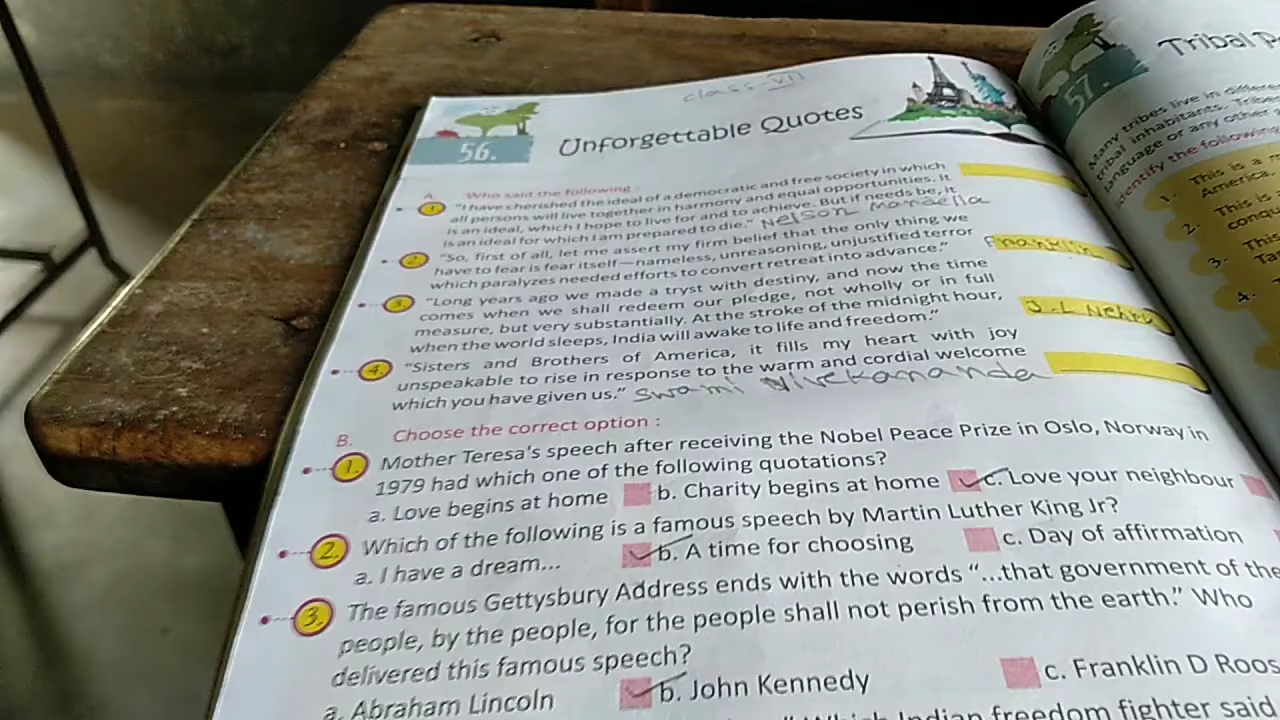 class-VII
56.
Unforgettable Quotes
A. Who said the following :
1. "I have cherished the ideal of a democratic and free society in which
all persons will live together in harmony and equal opportunities. It
is an ideal, which I hope to live for and to achieve. But if needs be, it
is an ideal for which I am prepared to die." Nelson Mandella
2. "So, first of all, let me assert my firm belief that the only thing we
have to fear is fear itself—nameless, unreasoning, unjustified terror
which paralyzes needed efforts to convert retreat into advance." Franklin
3. "Long years ago we made a tryst with destiny, and now the time
comes when we shall redeem our pledge, not wholly or in full
measure, but very substantially. At the stroke of the midnight hour,
when the world sleeps, India will awake to life and freedom." J.L Nehru
4. "Sisters and Brothers of America, it fills my heart with joy
unspeakable to rise in response to the warm and cordial welcome
which you have given us." Swami Vivekananda
B. Choose the correct option :
1. Mother Teresa's speech after receiving the Nobel Peace Prize in Oslo, Norway in
1979 had which one of the following quotations?
a. Love begins at home b. Charity begins at home c. Love your neighbour
2. Which of the following is a famous speech by Martin Luther King Jr?
a. I have a dream... b. A time for choosing c. Day of affirmation
3. The famous Gettysbury Address ends with the words "...that government of the
people, by the people, for the people shall not perish from the earth." Who
delivered this famous speech?
a. Abraham Lincoln b. John Kennedy c. Franklin D Roos
Which Indian freedom fighter said
57.
Tribal P
Many tribes live in differe
tribal inhabitants. Tribe
language or any other
Identify the following
1. This is a
America.
2. This is
conqu
3. This
Ta
4.